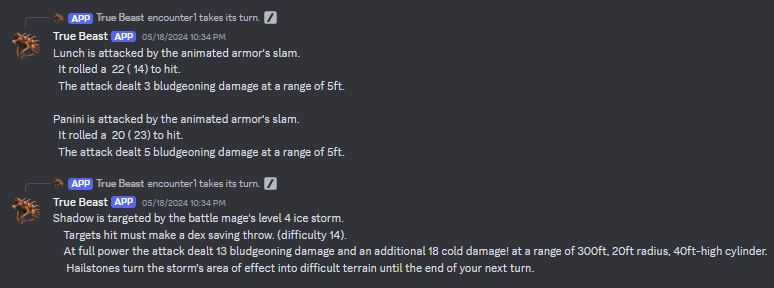 APP True Beast encounter1 takes its turn.
True Beast APP 05/18/2024 10:34 PM
Lunch is attacked by the animated armor's slam.
It rolled a 22 ( 14) to hit.
The attack dealt 3 bludgeoning damage at a range of 5ft.
Panini is attacked by the animated armor's slam.
It rolled a 20 ( 23) to hit.
The attack dealt 5 bludgeoning damage at a range of 5ft.
APP True Beast encounter1 takes its turn.
True Beast APP 05/18/2024 10:34 PM
Shadow is targeted by the battle mage's level 4 ice storm.
Targets hit must make a dex saving throw. (difficulty 14).
At full power the attack dealt 13 bludgeoning damage and an additional 18 cold damage! at a range of 300ft, 20ft radius, 40ft-high cylinder.
Hailstones turn the storm's area of effect into difficult terrain until the end of your next turn.